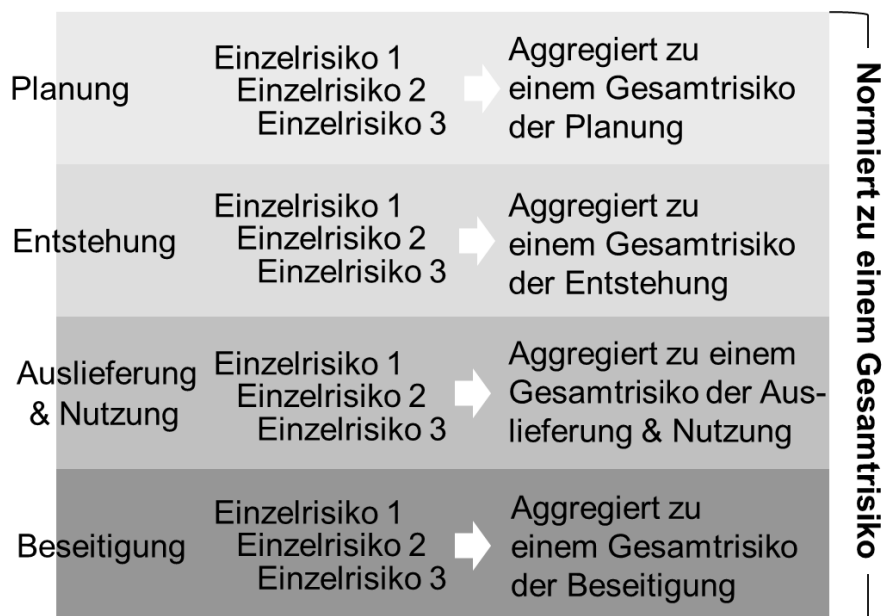 Planung
Einzelrisiko 1
Einzelrisiko 2
Einzelrisiko 3
Aggregiert zu
einem Gesamtrisiko
der Planung
Entstehung
Einzelrisiko 1
Einzelrisiko 2
Einzelrisiko 3
Aggregiert zu
einem Gesamtrisiko
der Entstehung
Auslieferung
& Nutzung
Einzelrisiko 1
Einzelrisiko 2
Einzelrisiko 3
Aggregiert zu einem
Gesamtrisiko der Aus-
lieferung & Nutzung
Beseitigung
Einzelrisiko 1
Einzelrisiko 2
Einzelrisiko 3
Aggregiert zu
einem Gesamtrisiko
der Beseitigung
Normiert zu einem Gesamtrisiko